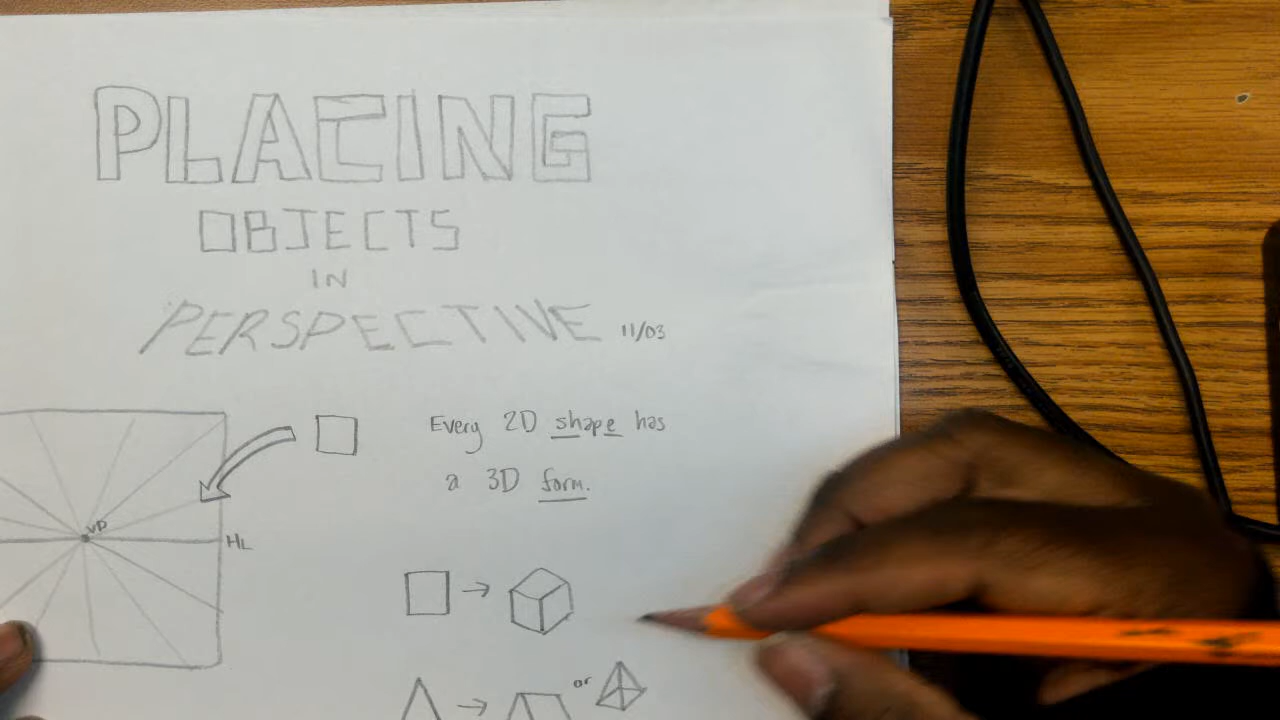 PLACING
OBJECTS
IN
PERSPECTIVE 11/03
Every 2D shape has
a 3D form.
VP
HL
or